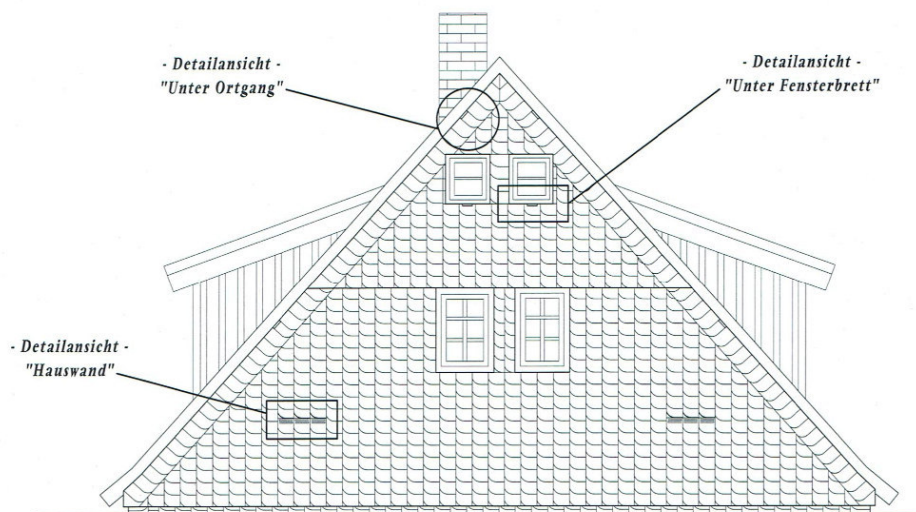 - Detailansicht -
"Unter Ortgang"
- Detailansicht -
"Unter Fensterbrett"
- Detailansicht -
"Hauswand"